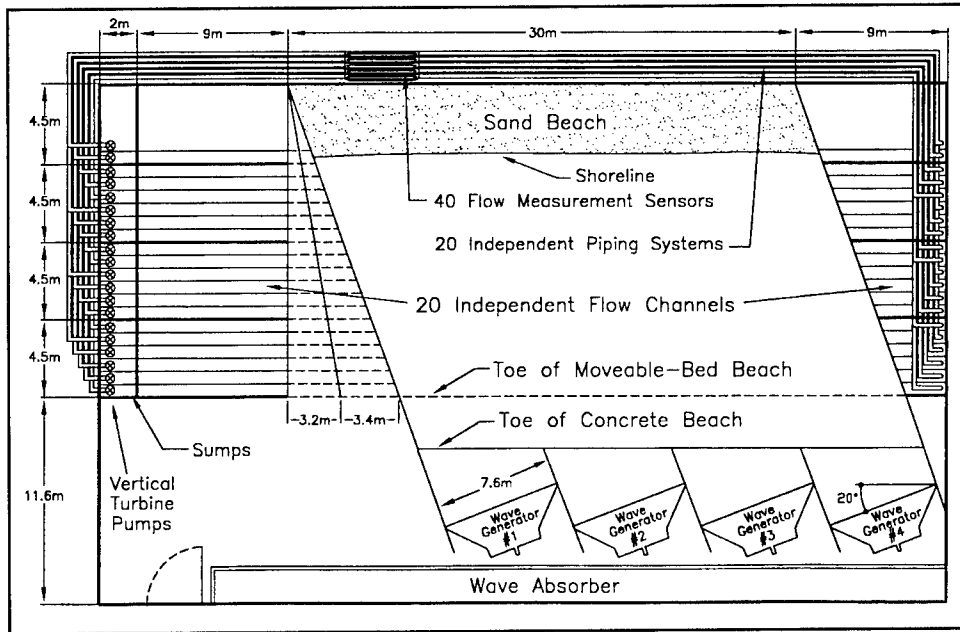 2m
9m
30m
9m
4.5m
Sand Beach
Shoreline
4.5m
40 Flow Measurement Sensors
20 Independent Piping Systems
4.5m
20 Independent Flow Channels
4.5m
Toe of Moveable-Bed Beach
3.2m
3.4m
Toe of Concrete Beach
Sumps
11.6m
Vertical
Turbine
Pumps
7.6m
20°
Wave
Generator
#1
Wave
Generator
#2
Wave
Generator
#3
Wave
Generator
#4
Wave Absorber